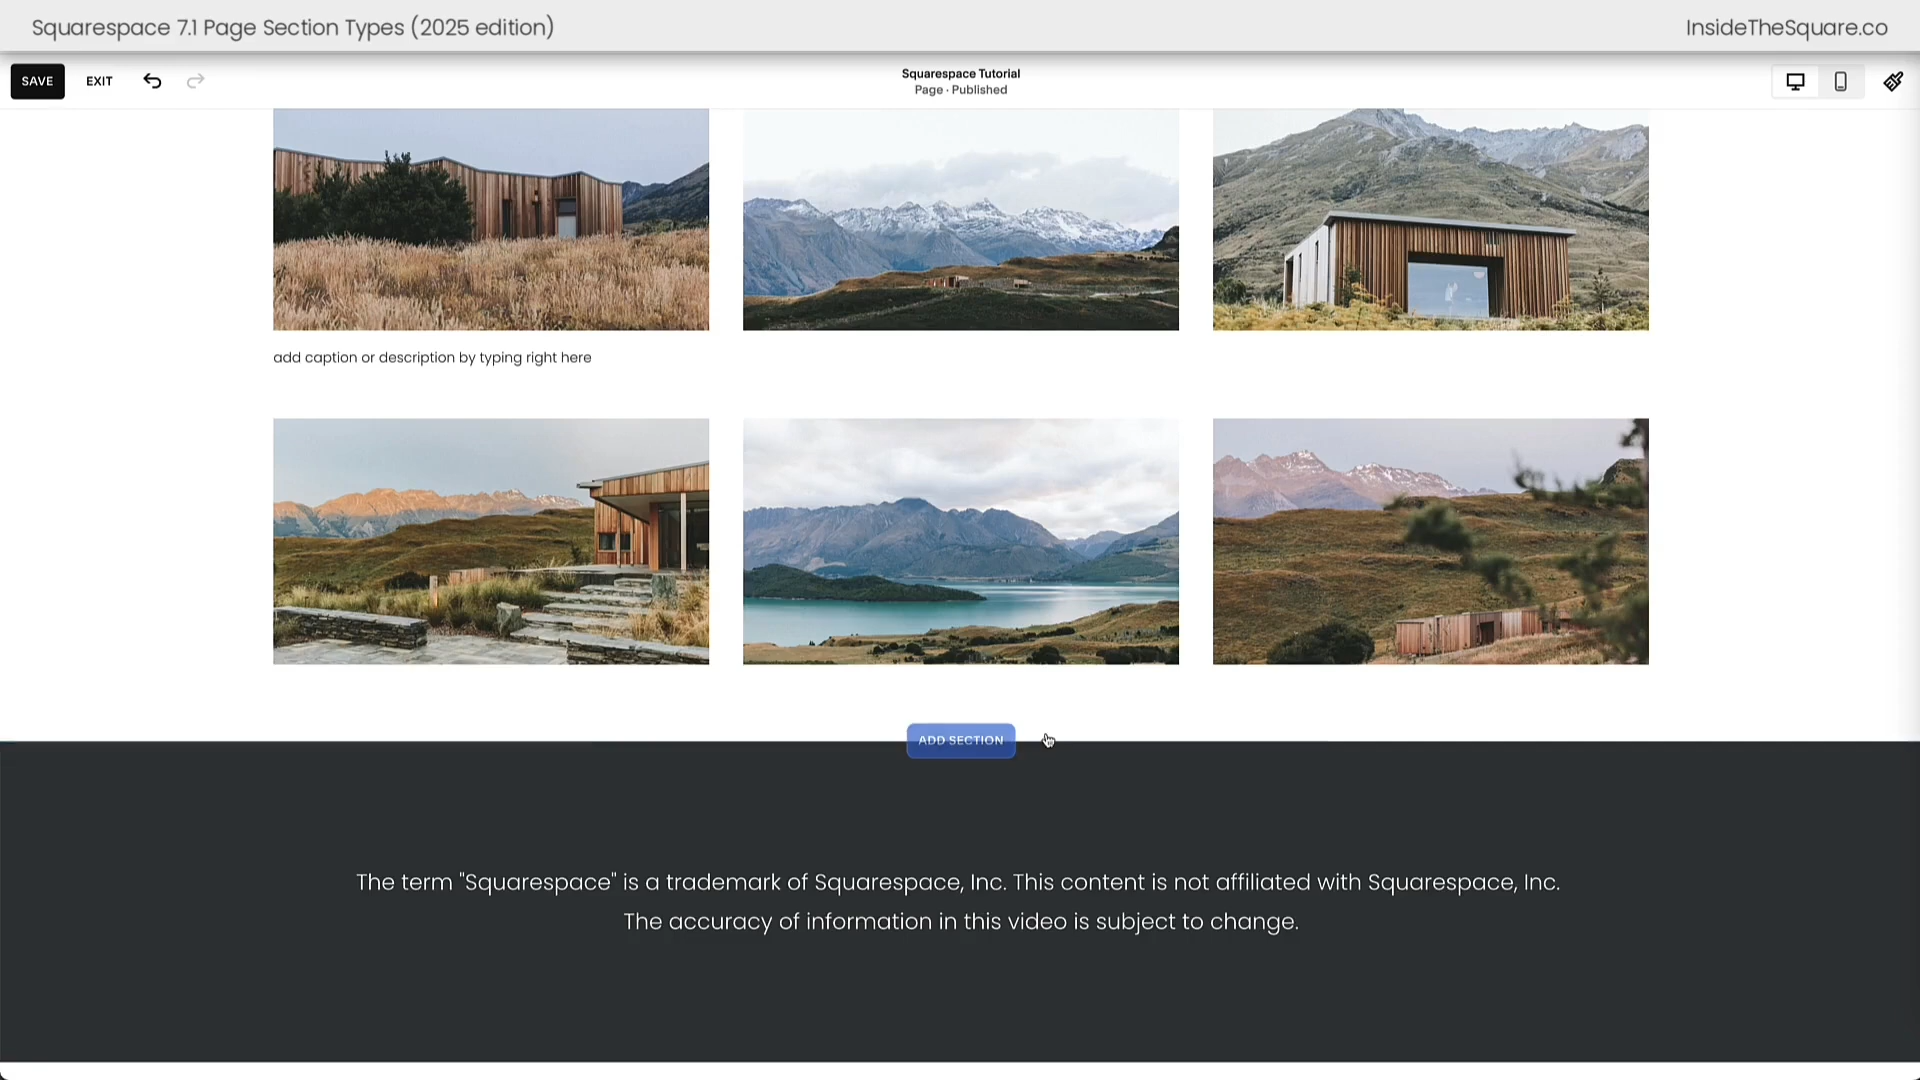 Squarespace 7.1 Page Section Types (2025 edition)
InsideTheSquare.co
SAVE
EXIT
Squarespace Tutorial
Page · Published
add caption or description by typing right here
ADD SECTION
The term "Squarespace" is a trademark of Squarespace, Inc. This content is not affiliated with Squarespace, Inc.
The accuracy of information in this video is subject to change.